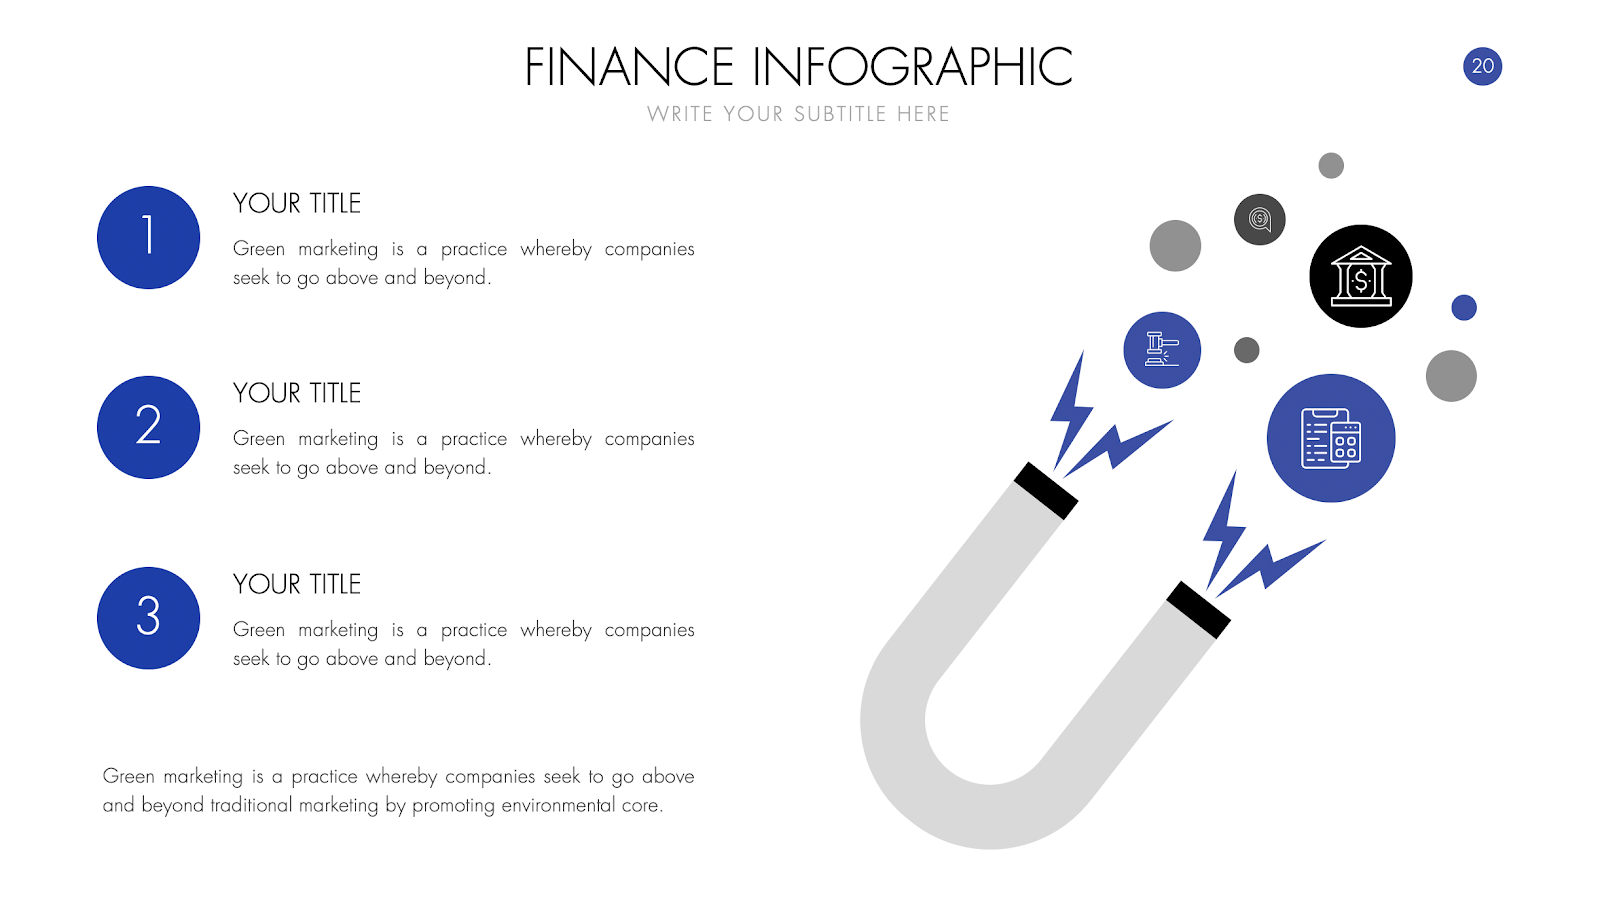 FINANCE INFOGRAPHIC
20
WRITE YOUR SUBTITLE HERE
1
YOUR TITLE
Green marketing is a practice whereby companies
seek to go above and beyond.
2
YOUR TITLE
Green marketing is a practice whereby companies
seek to go above and beyond.
3
YOUR TITLE
Green marketing is a practice whereby companies
seek to go above and beyond.
Green marketing is a practice whereby companies seek to go above
and beyond traditional marketing by promoting environmental core.